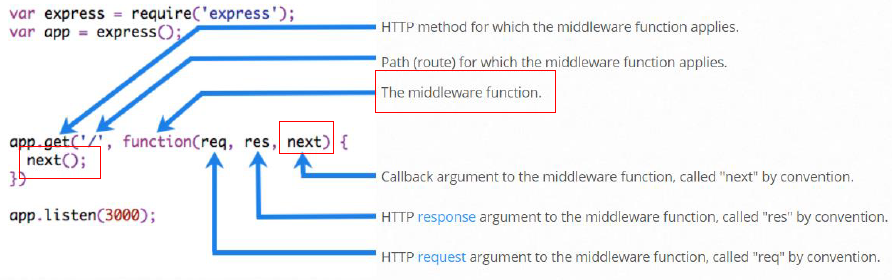 var express = require('express');
var app = express();
HTTP method for which the middleware function applies.
Path (route) for which the middleware function applies.
The middleware function.
app.get('/', function(req, res, next) {
next();
})
Callback argument to the middleware function, called "next" by convention.
app.listen(3000);
HTTP response argument to the middleware function, called "res" by convention.
HTTP request argument to the middleware function, called "req" by convention.